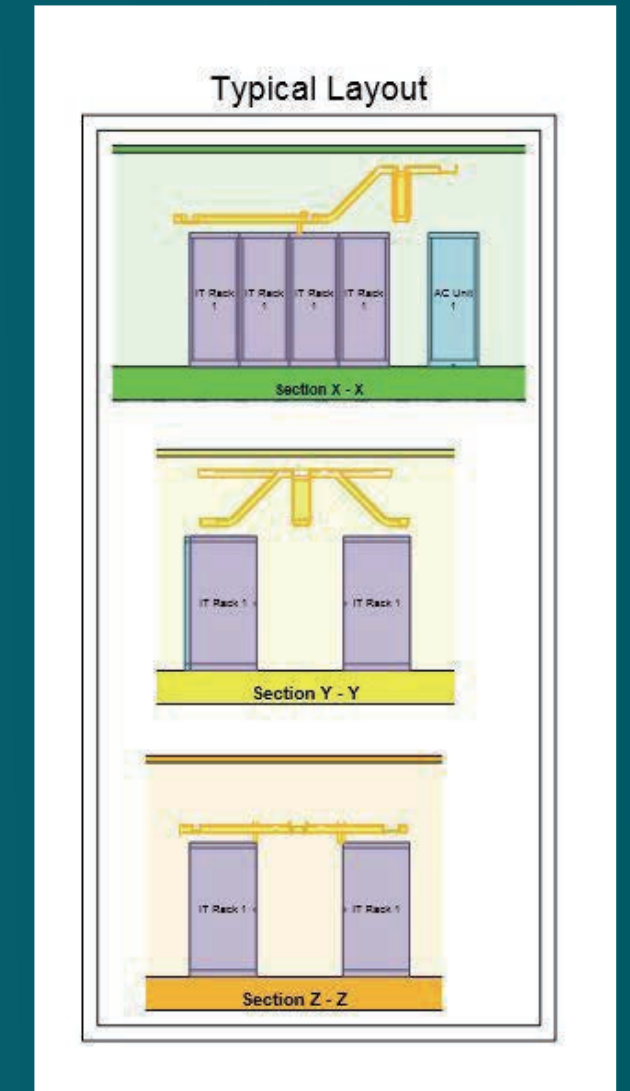 Typical Layout
IT Rack
1
IT Rack
1
IT Rack
1
IT Rack
1
AC Unit
1
Section X - X
IT Rack 1
IT Rack 1
Section Y - Y
IT Rack 1
IT Rack 1
Section Z - Z